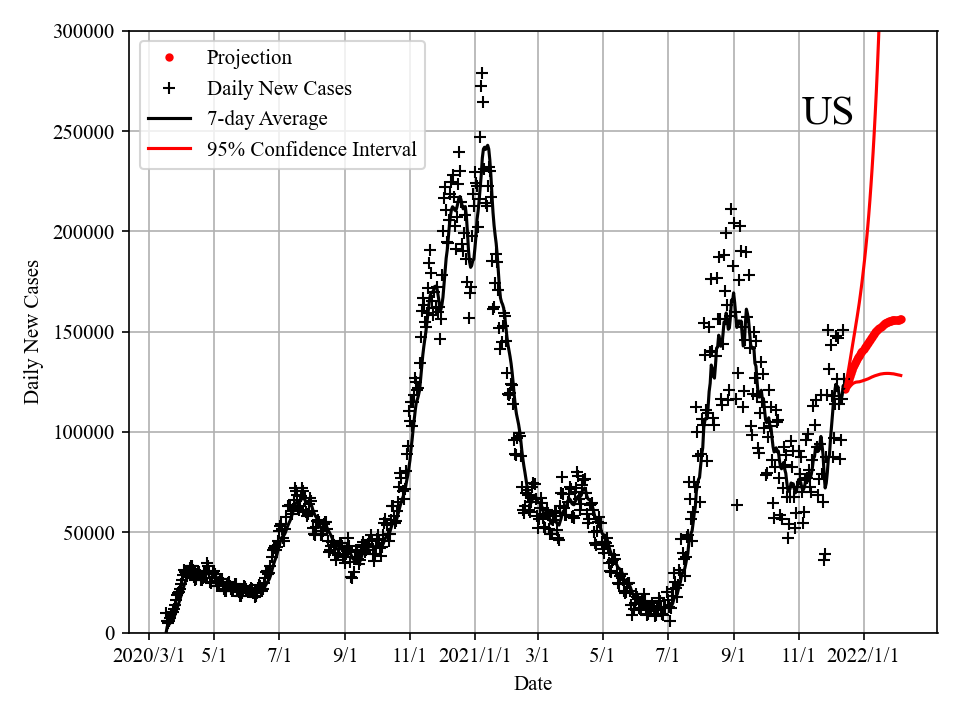 300000
250000
200000
150000
100000
50000
0
Daily New Cases
Projection
Daily New Cases
7-day Average
95% Confidence Interval
US
2020/3/1 5/1 7/1 9/1 11/1 2021/1/1 3/1 5/1 7/1 9/1 11/1 2022/1/1
Date